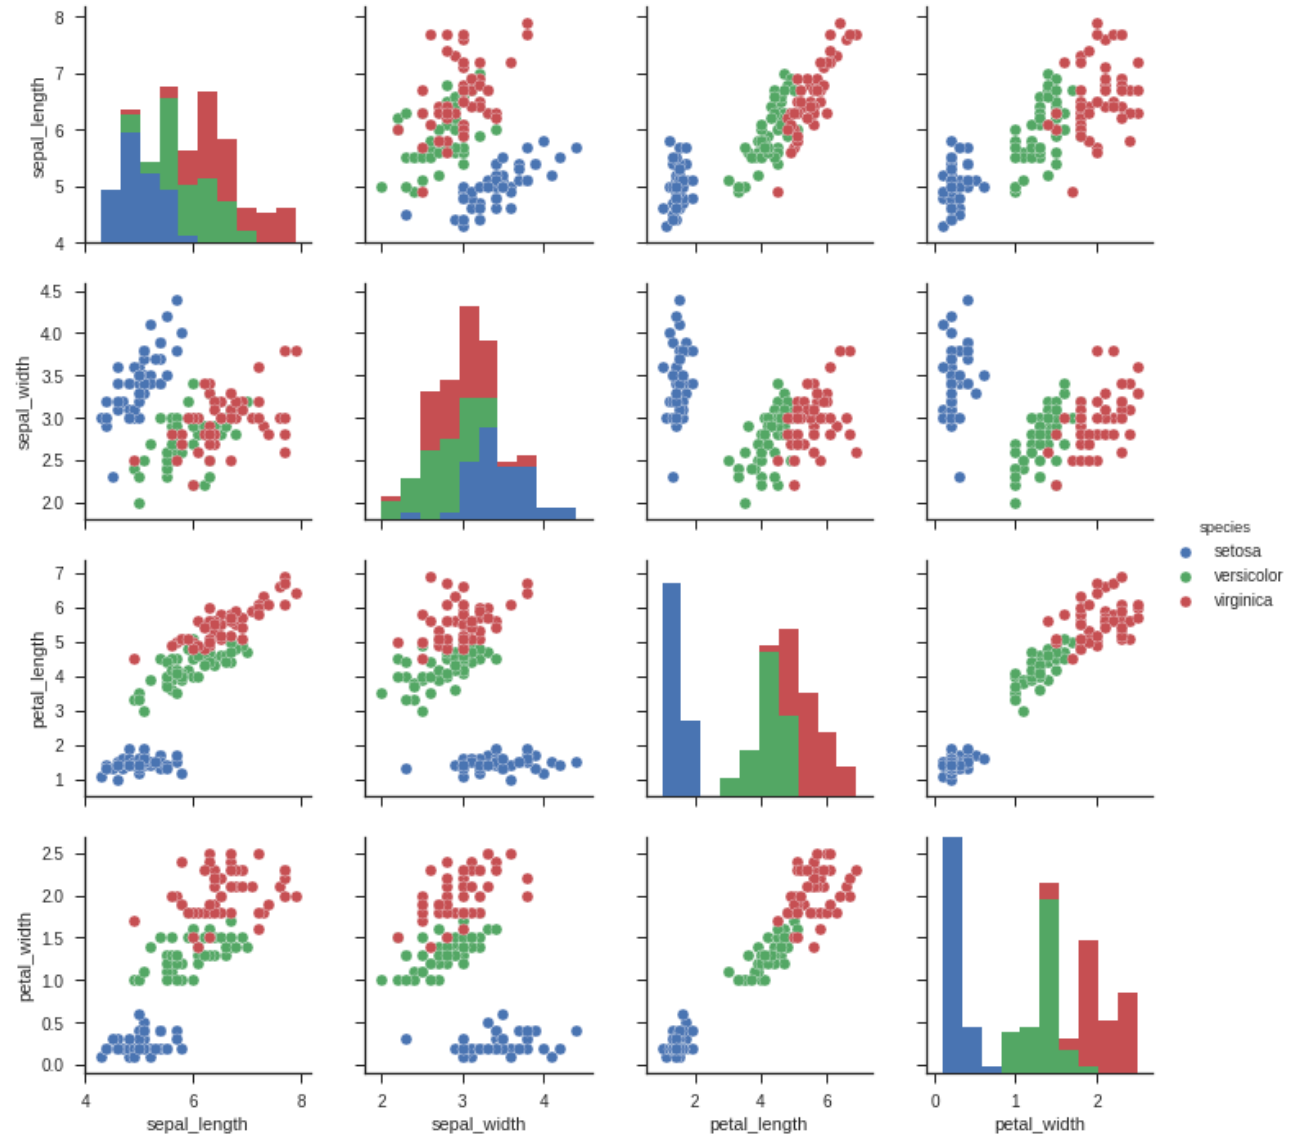 8
7
6
5
4
sepal_length
4.5
4.0
3.5
3.0
2.5
2.0
sepal_width
species
setosa
versicolor
virginica
7
6
5
4
3
2
1
petal_length
2.5
2.0
1.5
1.0
0.5
0.0
petal_width
4 6 8 2 3 4 2 4 6 0 1 2
sepal_length sepal_width petal_length petal_width